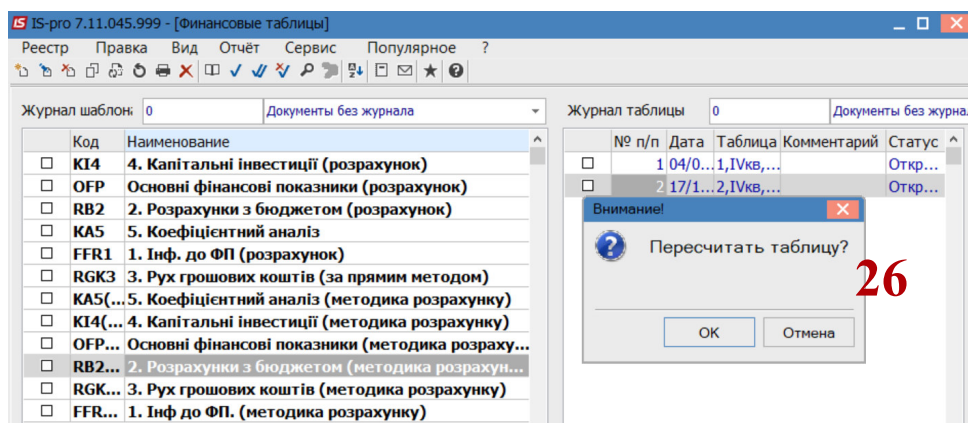 IS-pro 7.11.045.999 - [Финансовые таблицы]
Реестр Правка Вид Отчёт Сервис Популярное ?
Журнал шаблона 0 Документы без журнала
Код Наименование
KI4 4. Капітальні інвестиції (розрахунок)
OFP Основні фінансові показники (розрахунок)
RB2 2. Розрахунки з бюджетом (розрахунок)
KA5 5. Коефіцієнтний аналіз
FFR1 1. Інф. до ФП (розрахунок)
RGK3 3. Рух грошових коштів (за прямим методом)
KA5(... 5. Коефіцієнтний аналіз (методика розрахунку)
KI4(... 4. Капітальні інвестиції (методика розрахунку)
OFP... Основні фінансові показники (методика розраху...
RB2... 2. Розрахунки з бюджетом (методика розрахун...
RGK... 3. Рух грошових коштів (методика розрахунку)
FFR... 1. Інф до ФП. (методика розрахунку)
Журнал таблицы 0 Документы без журна
№ п/п Дата Таблица Комментарий Статус
1 04/0... 1,IVкв,... Откр...
2 17/1... 2,IVкв,... Откр...
Внимание!
Пересчитать таблицу?
OK Отмена
26